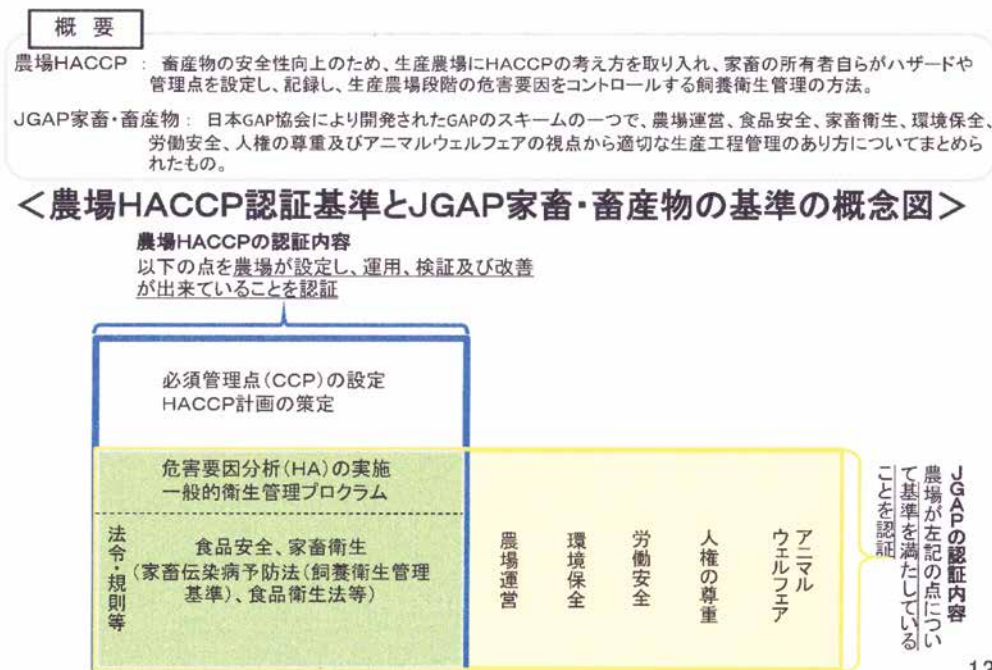 概 要
農場HACCP : 畜産物の安全性向上のため、生産農場にHACCPの考え方を取り入れ、家畜の所有者自らがハザードや
管理点を設定し、記録し、生産農場段階の危害要因をコントロールする飼養衛生管理の方法。
JGAP家畜・畜産物 : 日本GAP協会により開発されたGAPのスキームの一つで、農場運営、食品安全、家畜衛生、環境保全、
労働安全、人権の尊重及びアニマルウェルフェアの視点から適切な生産工程管理のあり方についてまとめら
れたもの。
＜農場HACCP認証基準とJGAP家畜・畜産物の基準の概念図＞
農場HACCPの認証内容
以下の点を農場が設定し、運用、検証及び改善
が出来ていることを認証
必須管理点(CCP)の設定
HACCP計画の策定
危害要因分析(HA)の実施
一般的衛生管理プログラム
法令・規則等
食品安全、家畜衛生
(家畜伝染病予防法(飼養衛生管理
基準)、食品衛生法等)
農場運営
環境保全
労働安全
人権の尊重
アニマル
ウェルフェア
JGAPの認証内容
農場が左記の点につい
て基準を満たしている
ことを認証